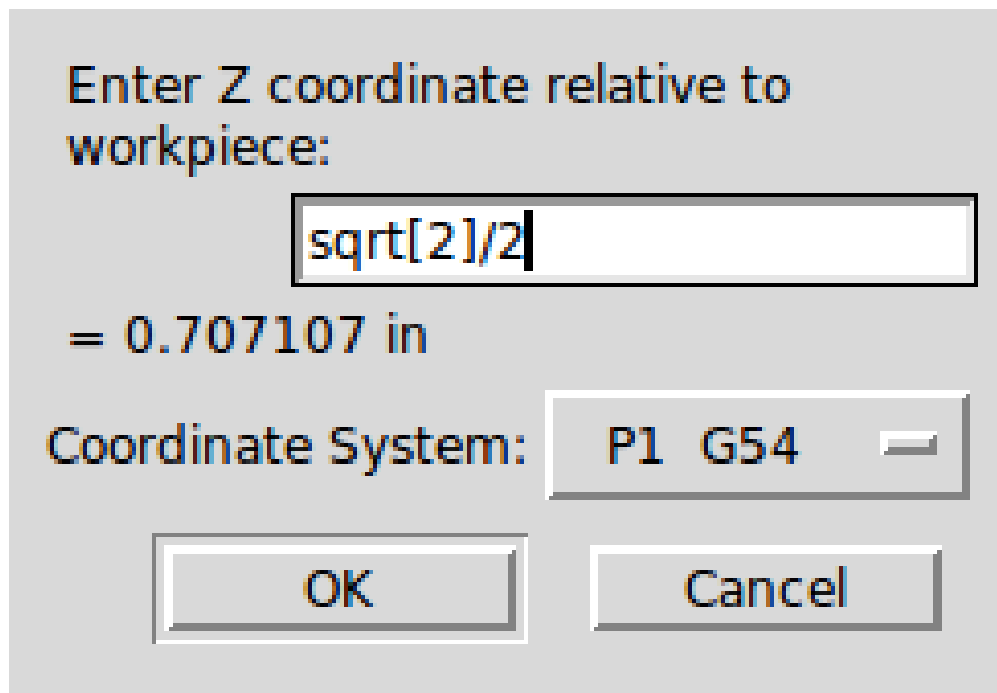 Enter Z coordinate relative to
workpiece:
sqrt[2]/2
= 0.707107 in
Coordinate System: P1 G54
OK Cancel